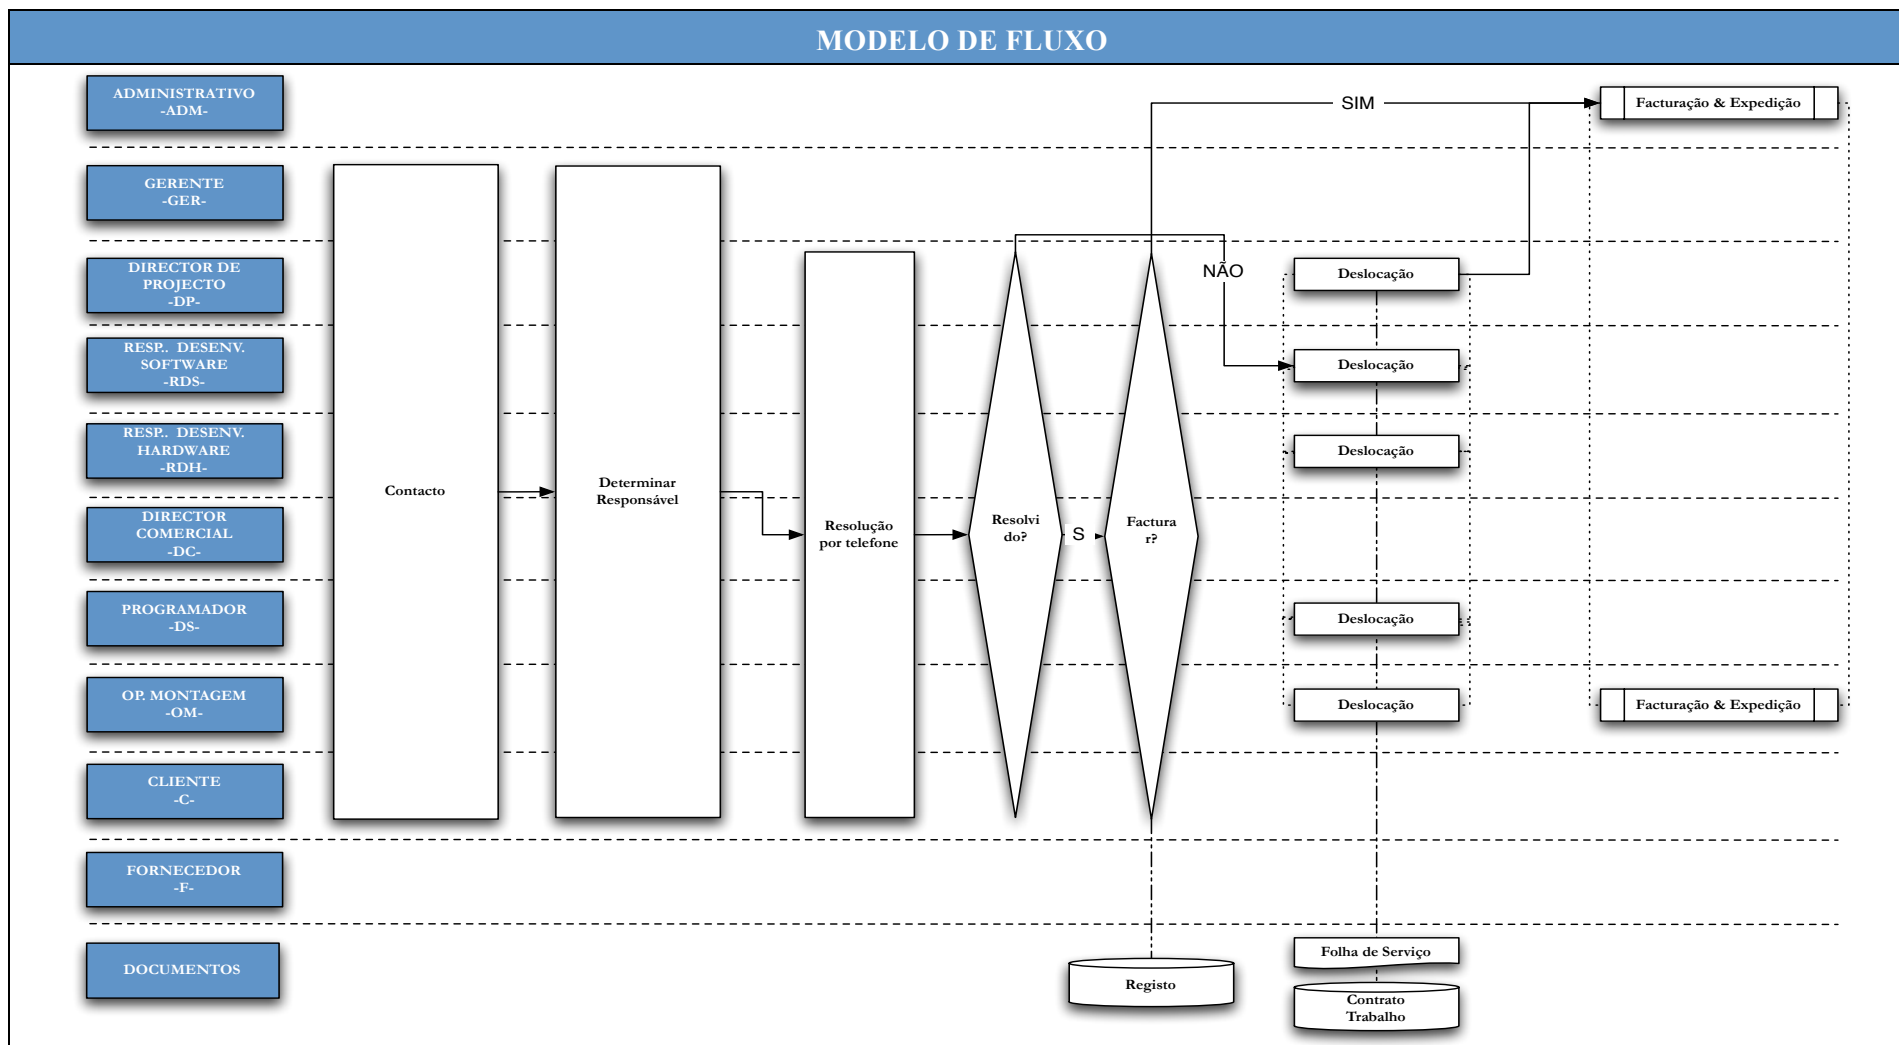 MODELO DE FLUXO
ADMINISTRATIVO
-ADM-
SIM
Facturação & Expedição
GERENTE
-GER-
DIRECTOR DE
PROJECTO
-DP-
NÃO
Deslocação
RESP.. DESENV.
SOFTWARE
-RDS-
Deslocação
RESP.. DESENV.
HARDWARE
-RDH-
Deslocação
Contacto
Determinar
Responsável
DIRECTOR
COMERCIAL
-DC-
Resolução
por telefone
Resolvi
do?
S
Factura
r?
PROGRAMADOR
-DS-
Deslocação
OP. MONTAGEM
-OM-
Deslocação
Facturação & Expedição
CLIENTE
-C-
FORNECEDOR
-F-
DOCUMENTOS
Registo
Folha de Serviço
Contrato
Trabalho